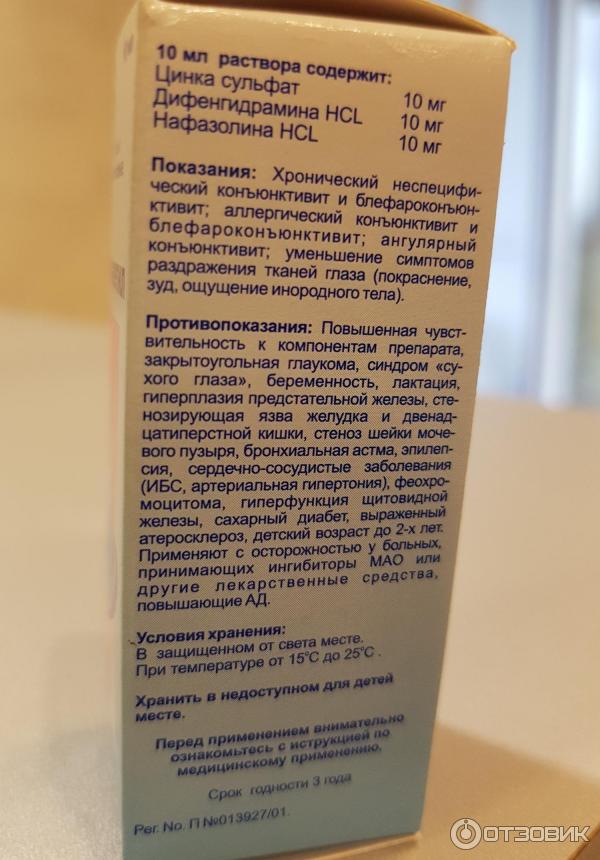 10 мл раствора содержит:
Цинка сульфат 10 мг
Дифенгидрамина HCL 10 мг
Нафазолина HCL 10 мг
Показания: Хронический неспецифи-
ческий конъюнктивит и блефароконъюн-
ктивит; аллергический конъюнктивит и
блефароконъюнктивит; ангулярный
конъюнктивит; уменьшение симптомов
раздражения тканей глаза (покраснение,
зуд, ощущение инородного тела).
Противопоказания: Повышенная чувст-
вительность к компонентам препарата,
закрытоугольная глаукома, синдром «су-
хого глаза», беременность, лактация,
гиперплазия предстательной железы, сте-
нозирующая язва желудка и двенад-
цатиперстной кишки, стеноз шейки моче-
вого пузыря, бронхиальная астма, эпилеп-
сия, сердечно-сосудистые заболевания
(ИБС, артериальная гипертония), феохро-
моцитома, гиперфункция щитовидной
железы, сахарный диабет, выраженный
атеросклероз, детский возраст до 2-х лет.
Применяют с осторожностью у больных,
принимающих ингибиторы МАО или
другие лекарственные средства,
повышающие АД.
Условия хранения:
В защищенном от света месте.
При температуре от 15°C до 25°C .
Хранить в недоступном для детей
месте.
Перед применением внимательно
ознакомьтесь с иструкцией по
медицинскому применению.
Срок годности 3 года
Рег. No. П №013927/01.
ОТЗОВИК